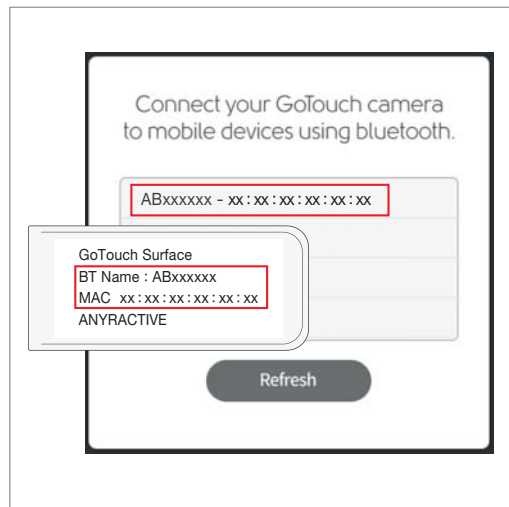 Connect your GoTouch camera
to mobile devices using bluetooth.
ABxxxxxx - xx : xx : xx : xx : xx : xx
GoTouch Surface
BT Name : ABxxxxxx
MAC  xx : xx : xx : xx : xx : xx
ANYRACTIVE
Refresh